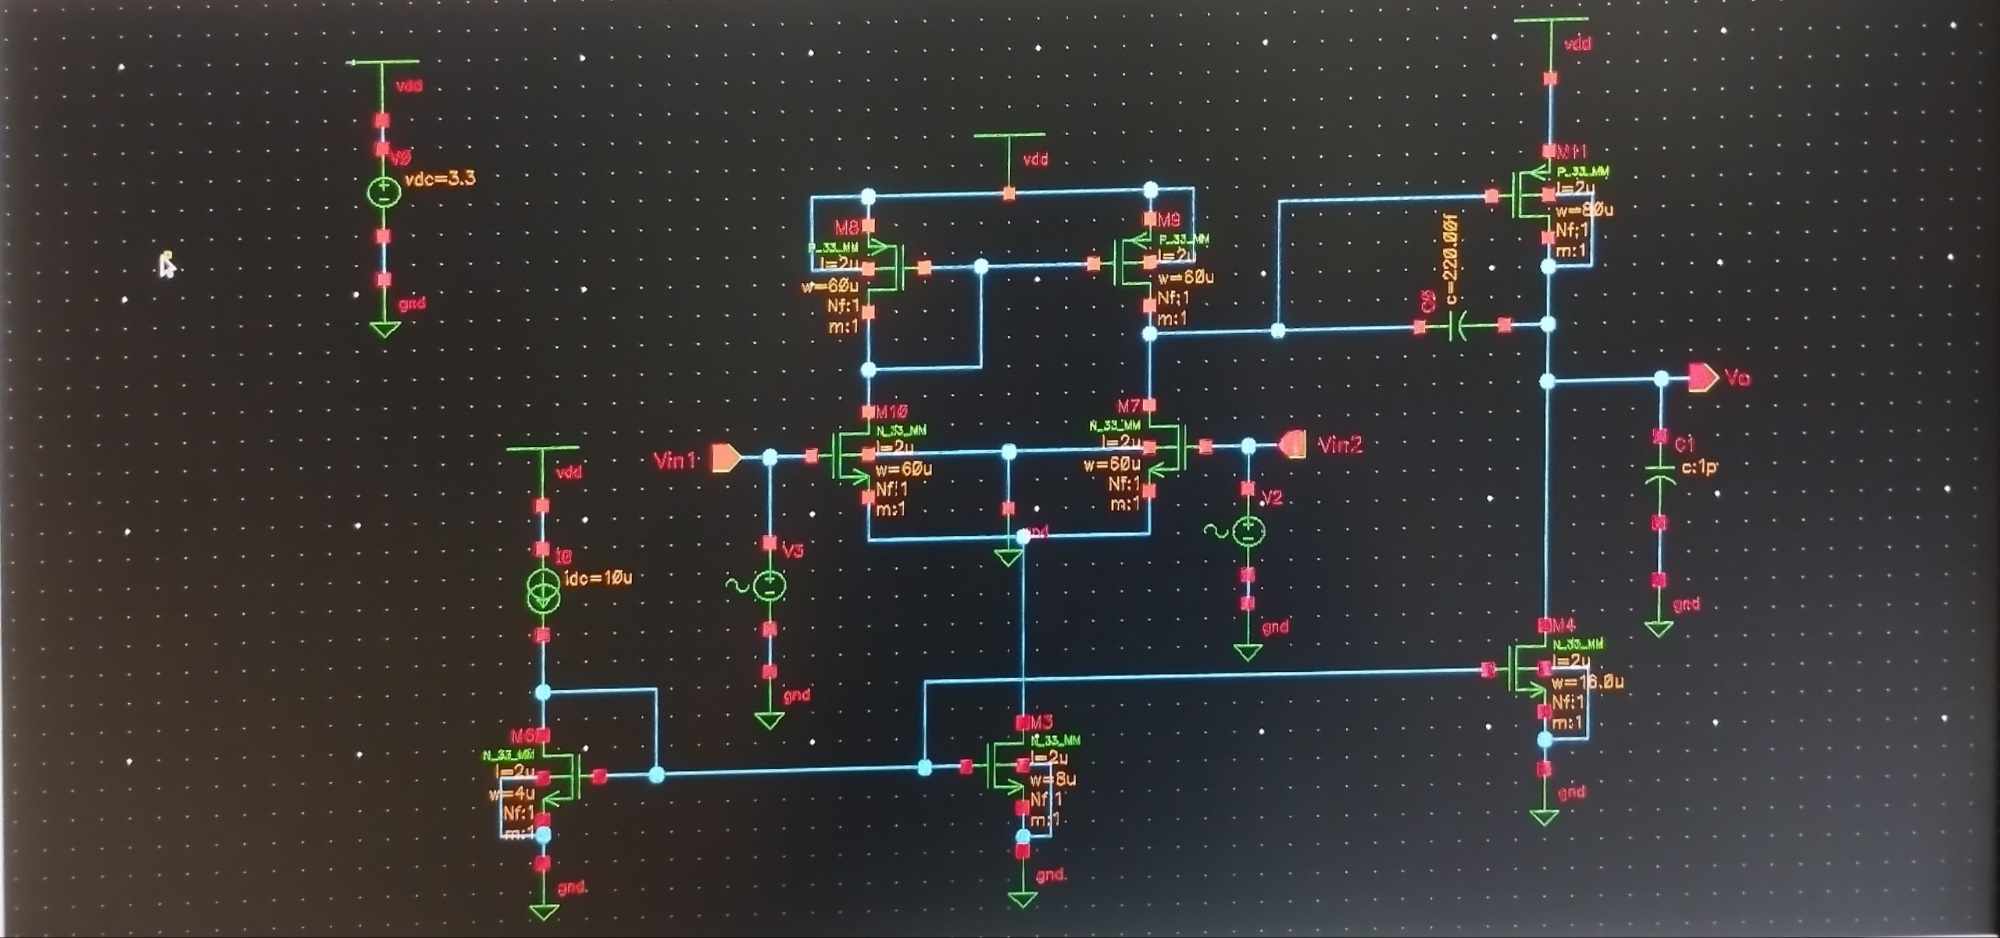 vdd
V0
vdc=3.3
gnd
vdd
M8
P_33_MM
l=2u
w=60u
Nf:1
m:1
M9
P_33_MM
l=2u
w=60u
Nf:1
m:1
vdd
M11
P_33_MM
l=2u
w=80u
Nf:1
m:1
c=220.00f
Vo
C1
c:1p
gnd
Vin1
M10
N_33_MM
l=2u
w=60u
Nf:1
m:1
M7
N_33_MM
l=2u
w=60u
Nf:1
m:1
Vin2
V2
gnd
gnd
V3
gnd
vdd
I0
idc=10u
M6
N_33_MM
l=2u
w=4u
Nf:1
m:1
gnd
M3
N_33_MM
l=2u
w=8u
Nf:1
m:1
gnd
M4
N_33_MM
l=2u
w=16.0u
Nf:1
m:1
gnd